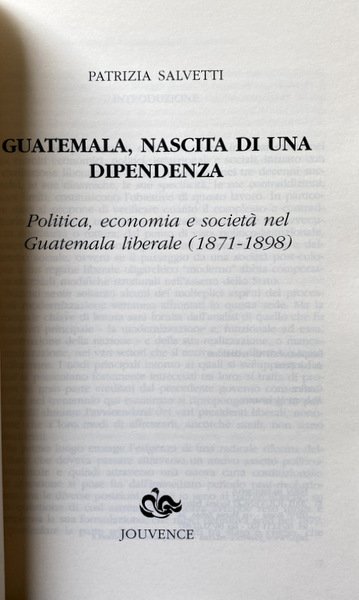 PATRIZIA SALVETTI
GUATEMALA, NASCITA DI UNA
DIPENDENZA
Politica, economia e società nel
Guatemala liberale (1871-1898)
JOUVENCE